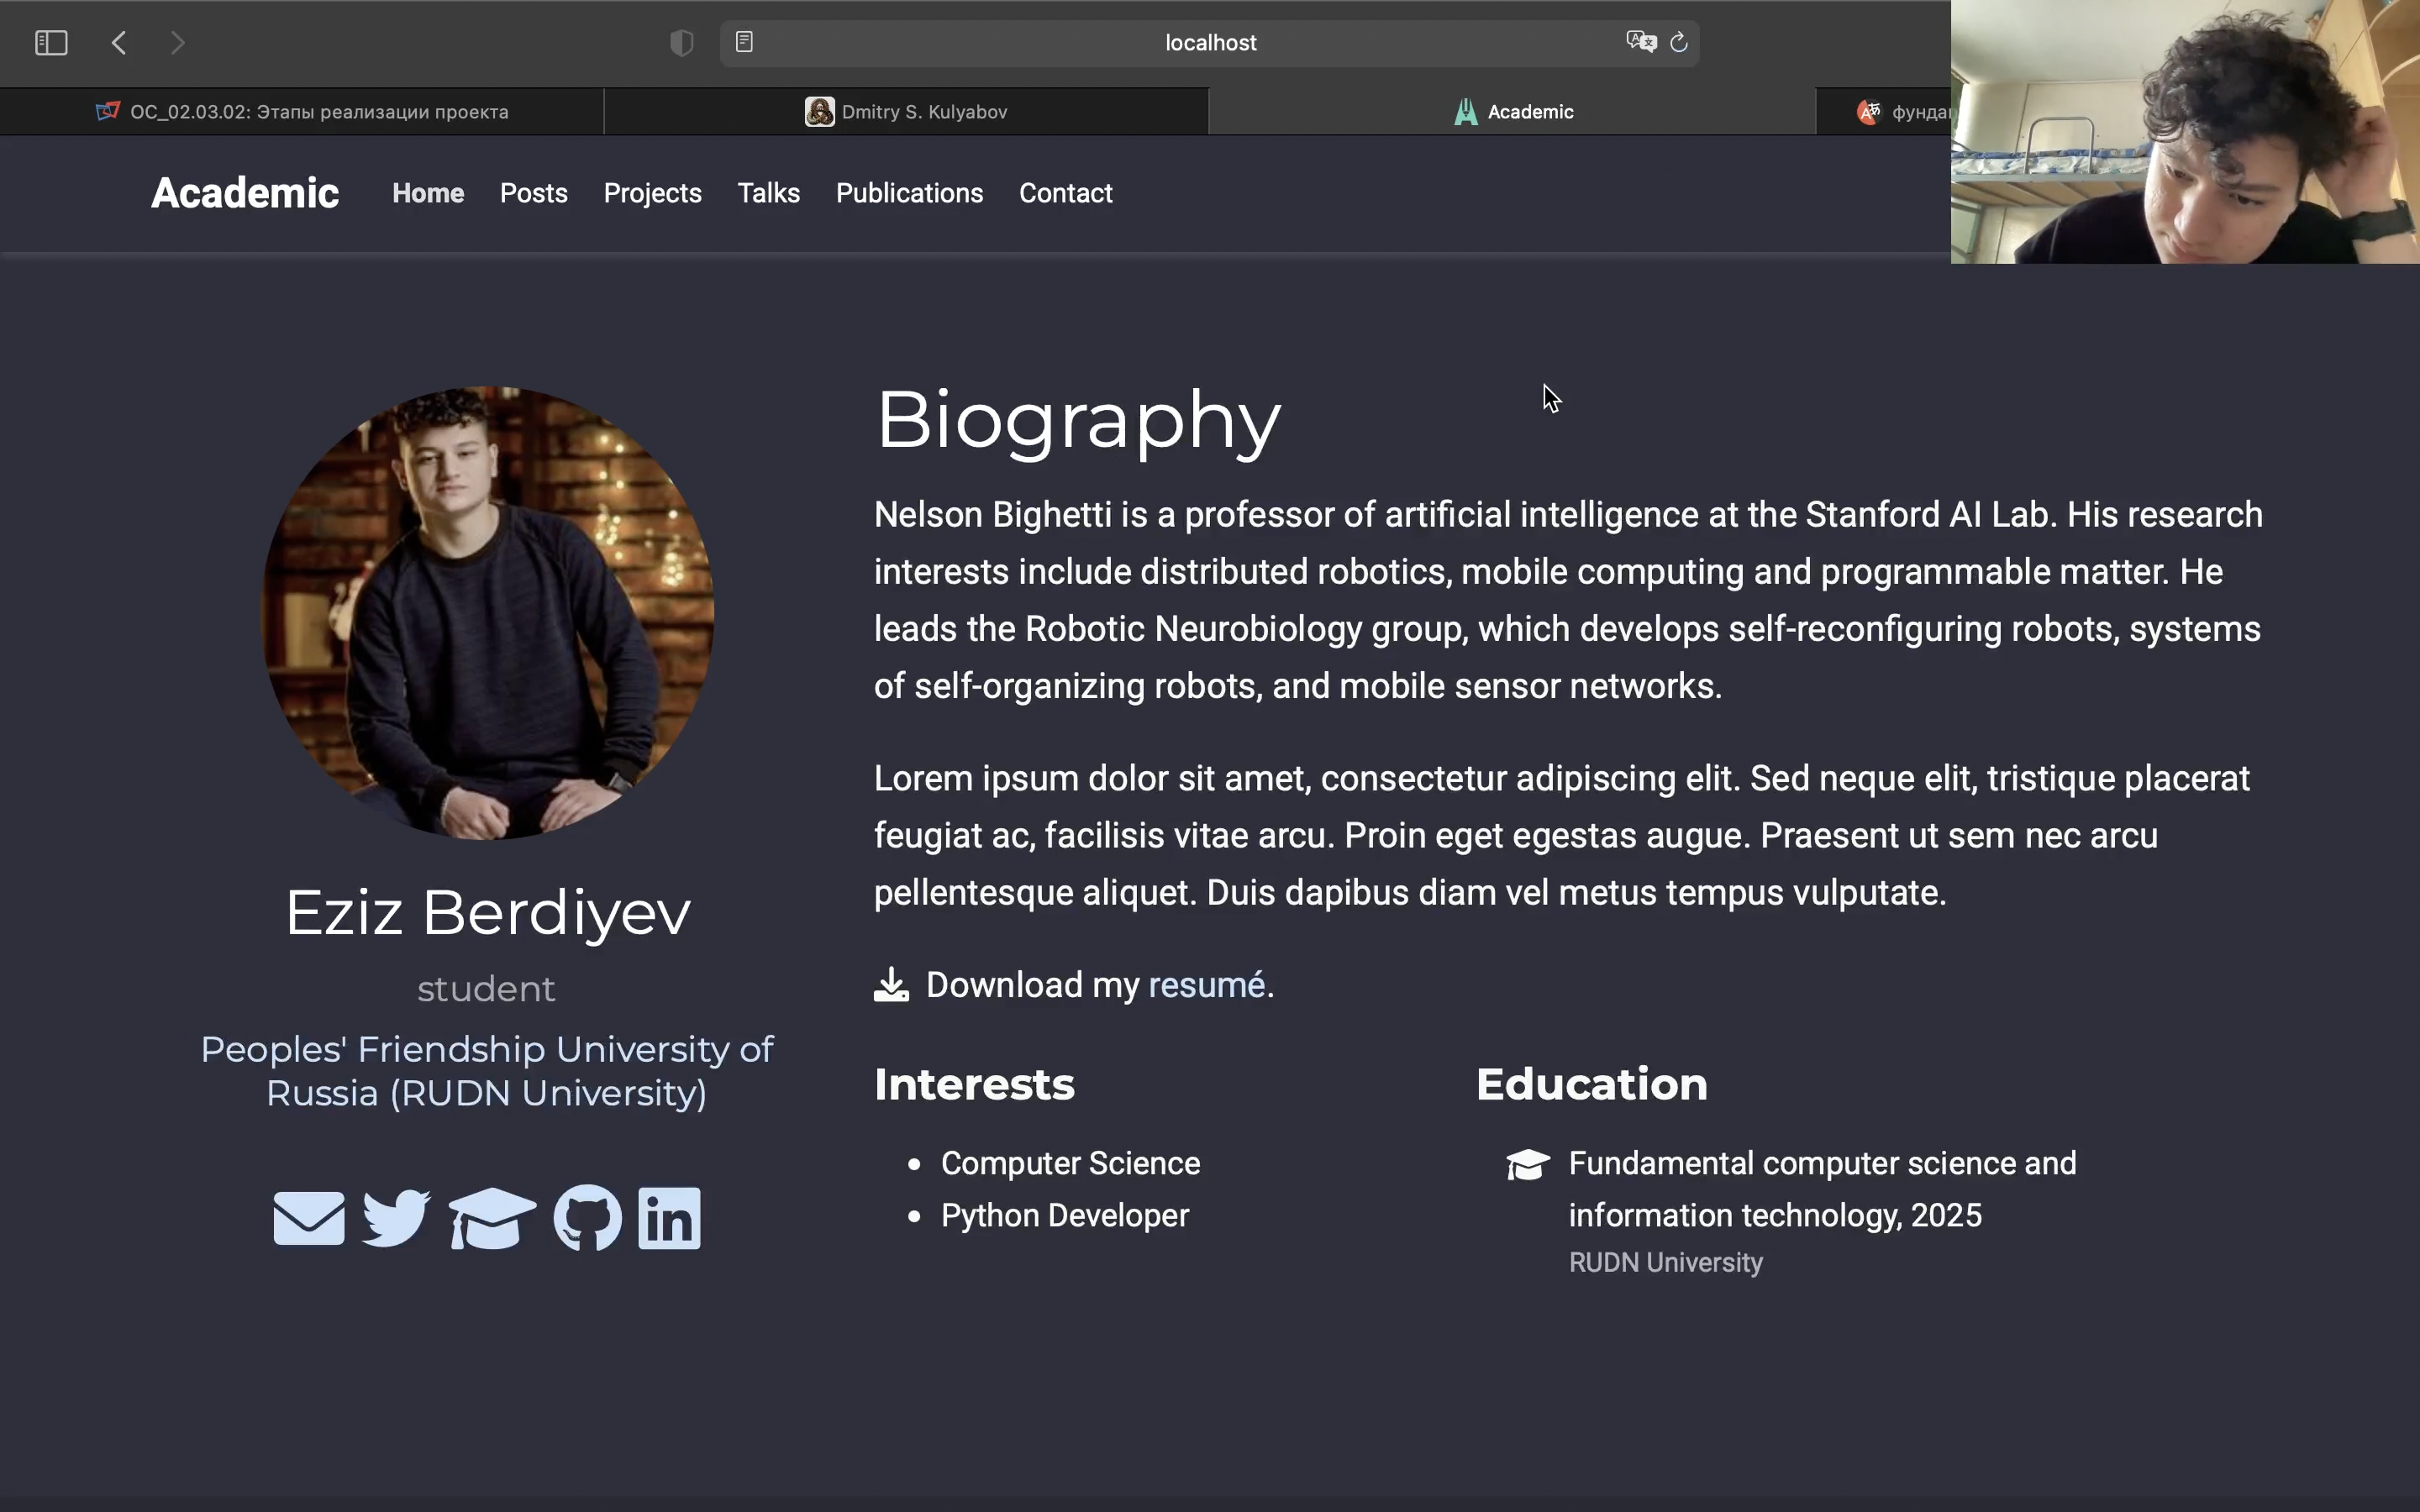 localhost
ОС_02.03.02: Этапы реализации проекта
Dmitry S. Kulyabov
Academic
Academic
Home
Posts
Projects
Talks
Publications
Contact
Biography
Nelson Bighetti is a professor of artificial intelligence at the Stanford AI Lab. His research
interests include distributed robotics, mobile computing and programmable matter. He
leads the Robotic Neurobiology group, which develops self-reconfiguring robots, systems
of self-organizing robots, and mobile sensor networks.
Lorem ipsum dolor sit amet, consectetur adipiscing elit. Sed neque elit, tristique placerat
feugiat ac, facilisis vitae arcu. Proin eget egestas augue. Praesent ut sem nec arcu
pellentesque aliquet. Duis dapibus diam vel metus tempus vulputate.
Download my resumé.
Eziz Berdiyev
student
Peoples' Friendship University of
Russia (RUDN University)
Interests
Computer Science
Python Developer
Education
Fundamental computer science and
information technology, 2025
RUDN University